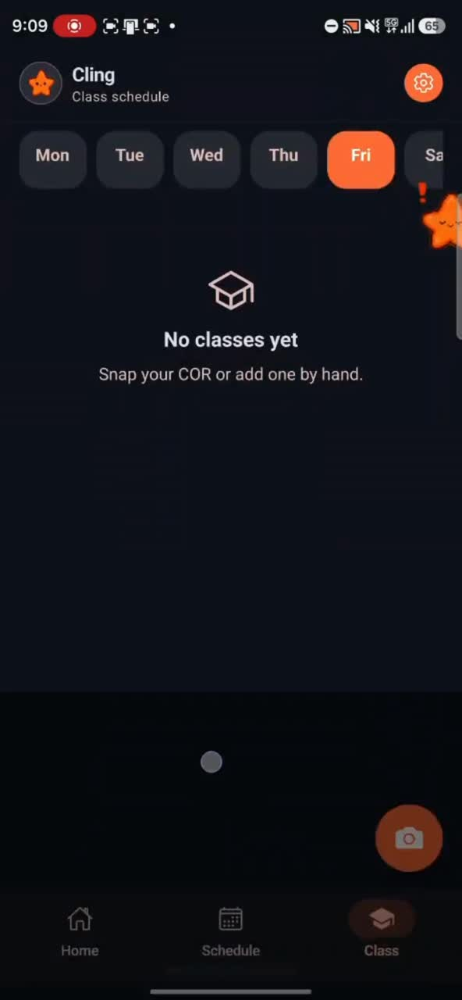 9:09
5G
65
Cling
Class schedule
Mon Tue Wed Thu Fri Sa
!
No classes yet
Snap your COR or add one by hand.
Home Schedule Class